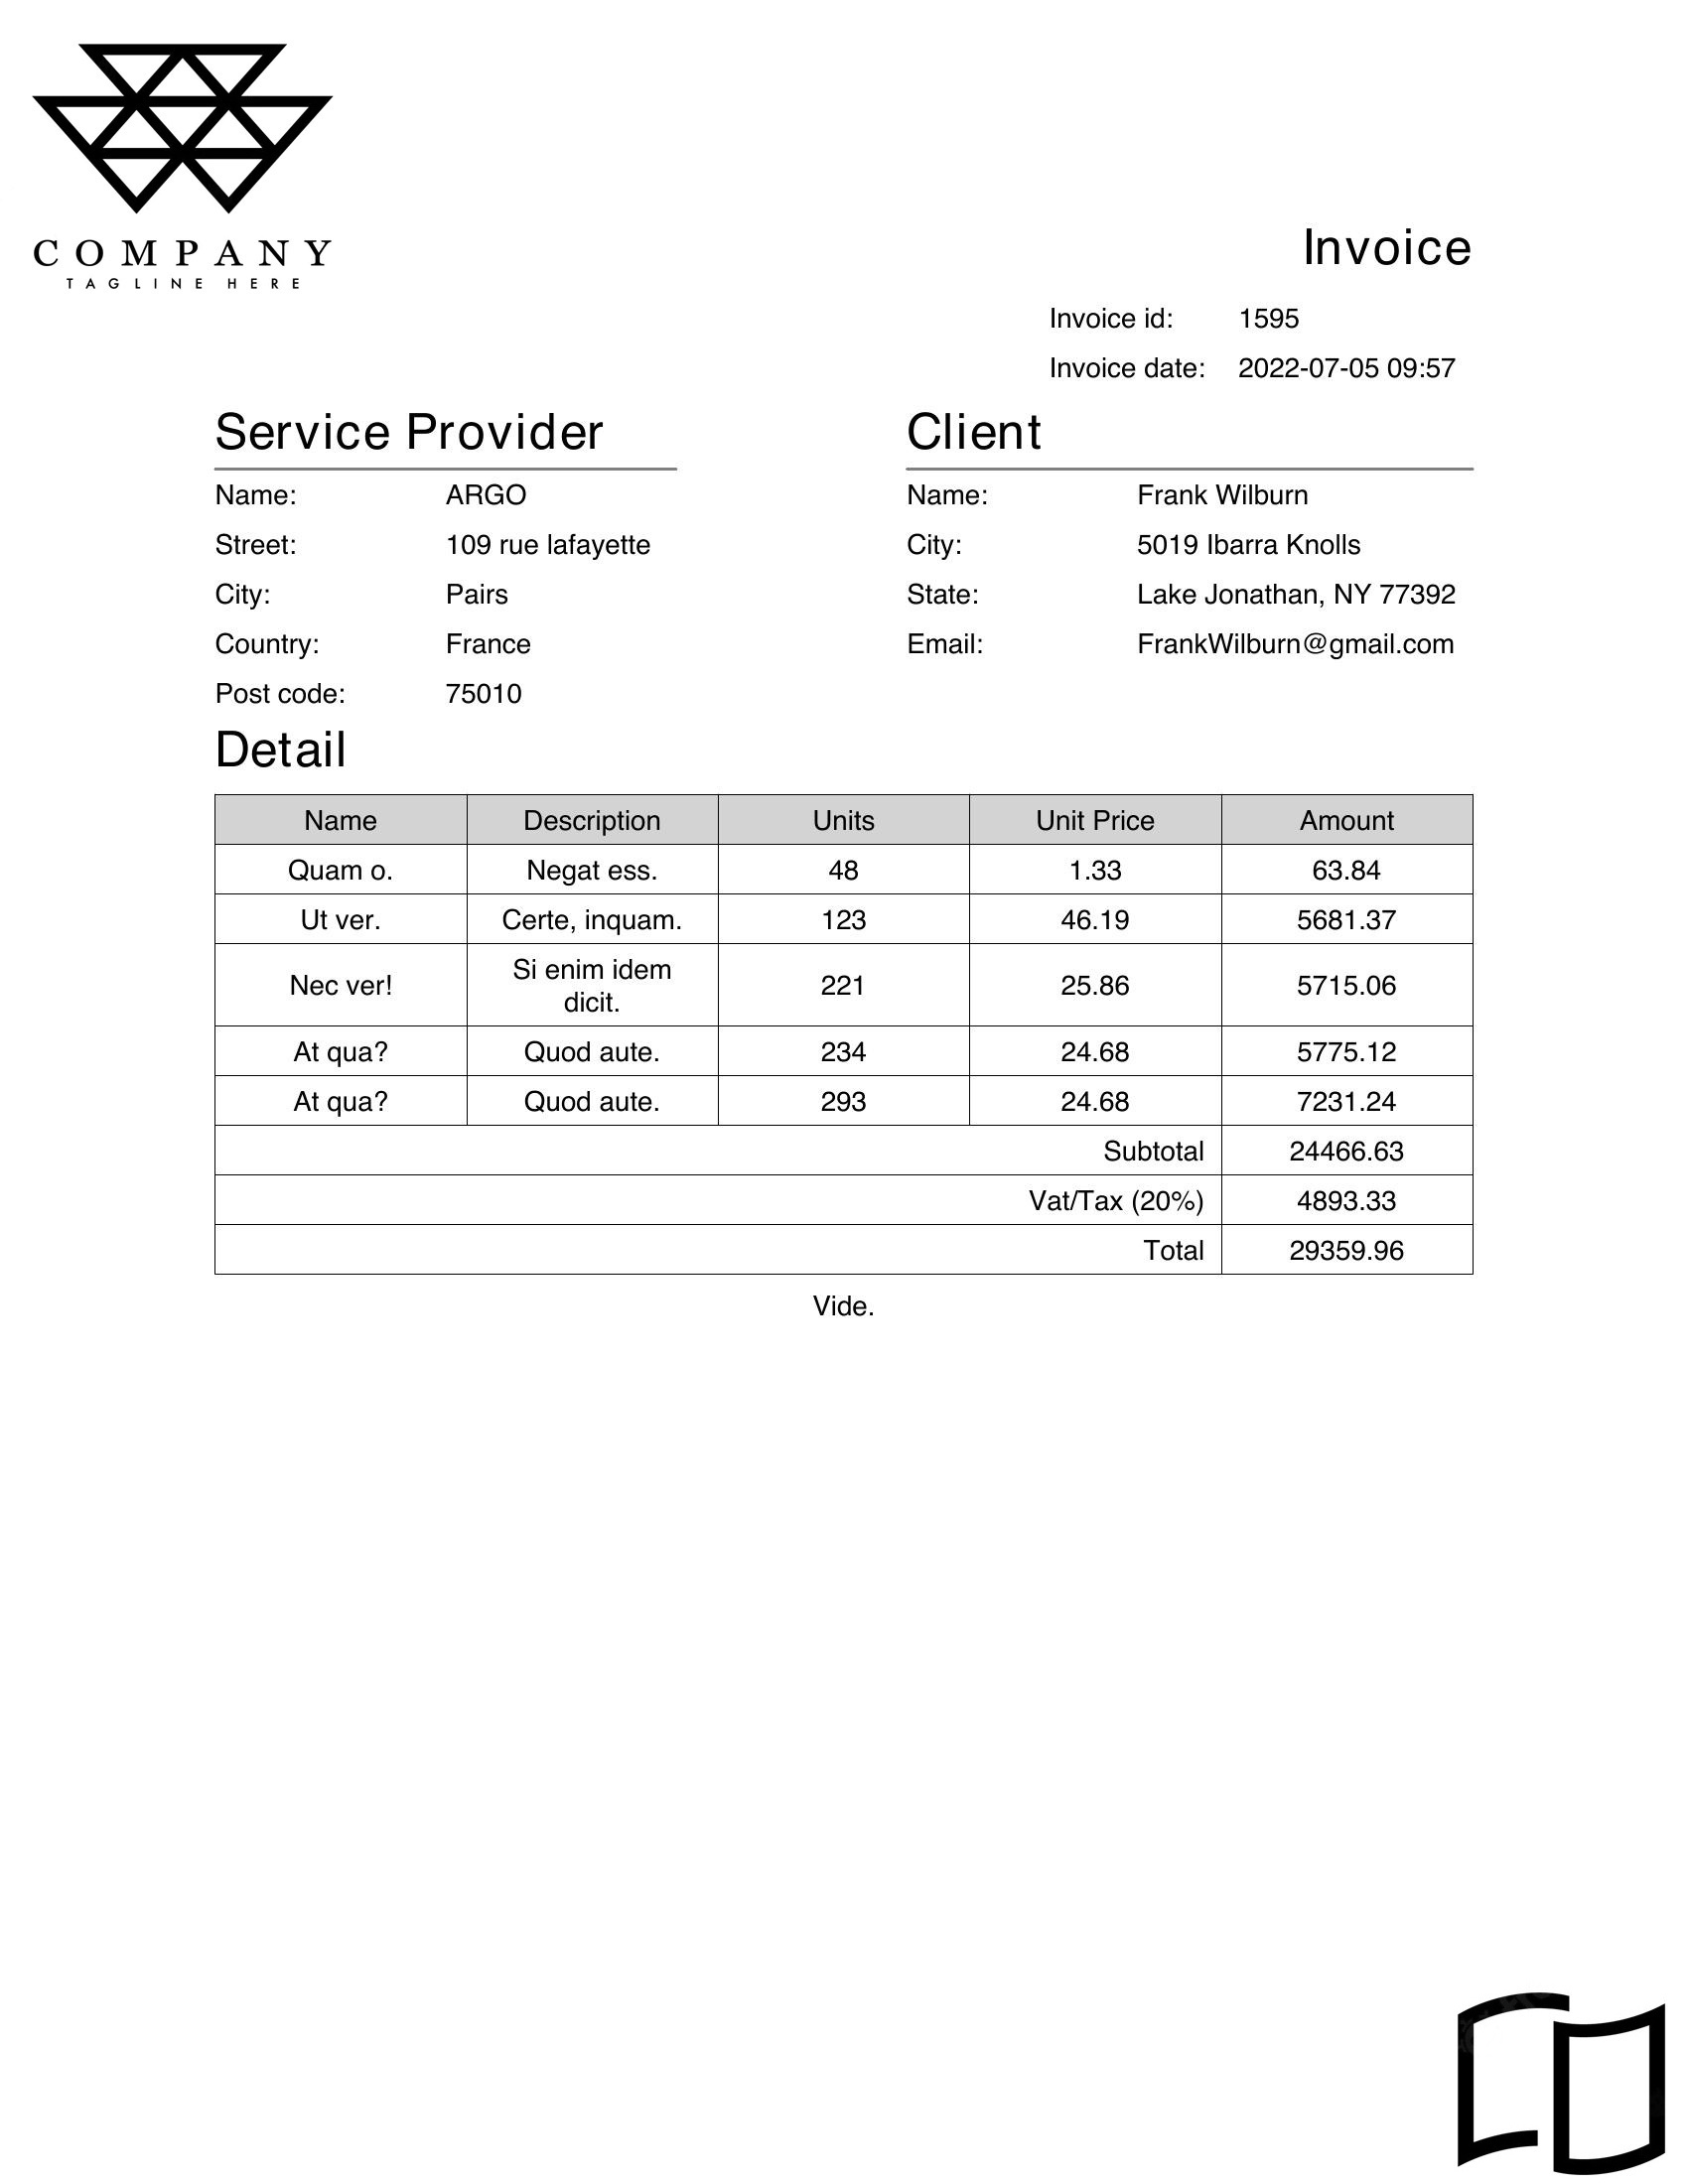 COMPANY
TAGLINE HERE
Invoice
Invoice id: 1595
Invoice date: 2022-07-05 09:57
Service Provider
Name: ARGO
Street: 109 rue lafayette
City: Pairs
Country: France
Post code: 75010
Client
Name: Frank Wilburn
City: 5019 Ibarra Knolls
State: Lake Jonathan, NY 77392
Email: FrankWilburn@gmail.com
Detail
Name Description Units Unit Price Amount
Quam o. Negat ess. 48 1.33 63.84
Ut ver. Certe, inquam. 123 46.19 5681.37
Nec ver! Si enim idem dicit. 221 25.86 5715.06
At qua? Quod aute. 234 24.68 5775.12
At qua? Quod aute. 293 24.68 7231.24
Subtotal 24466.63
Vat/Tax (20%) 4893.33
Total 29359.96
Vide.